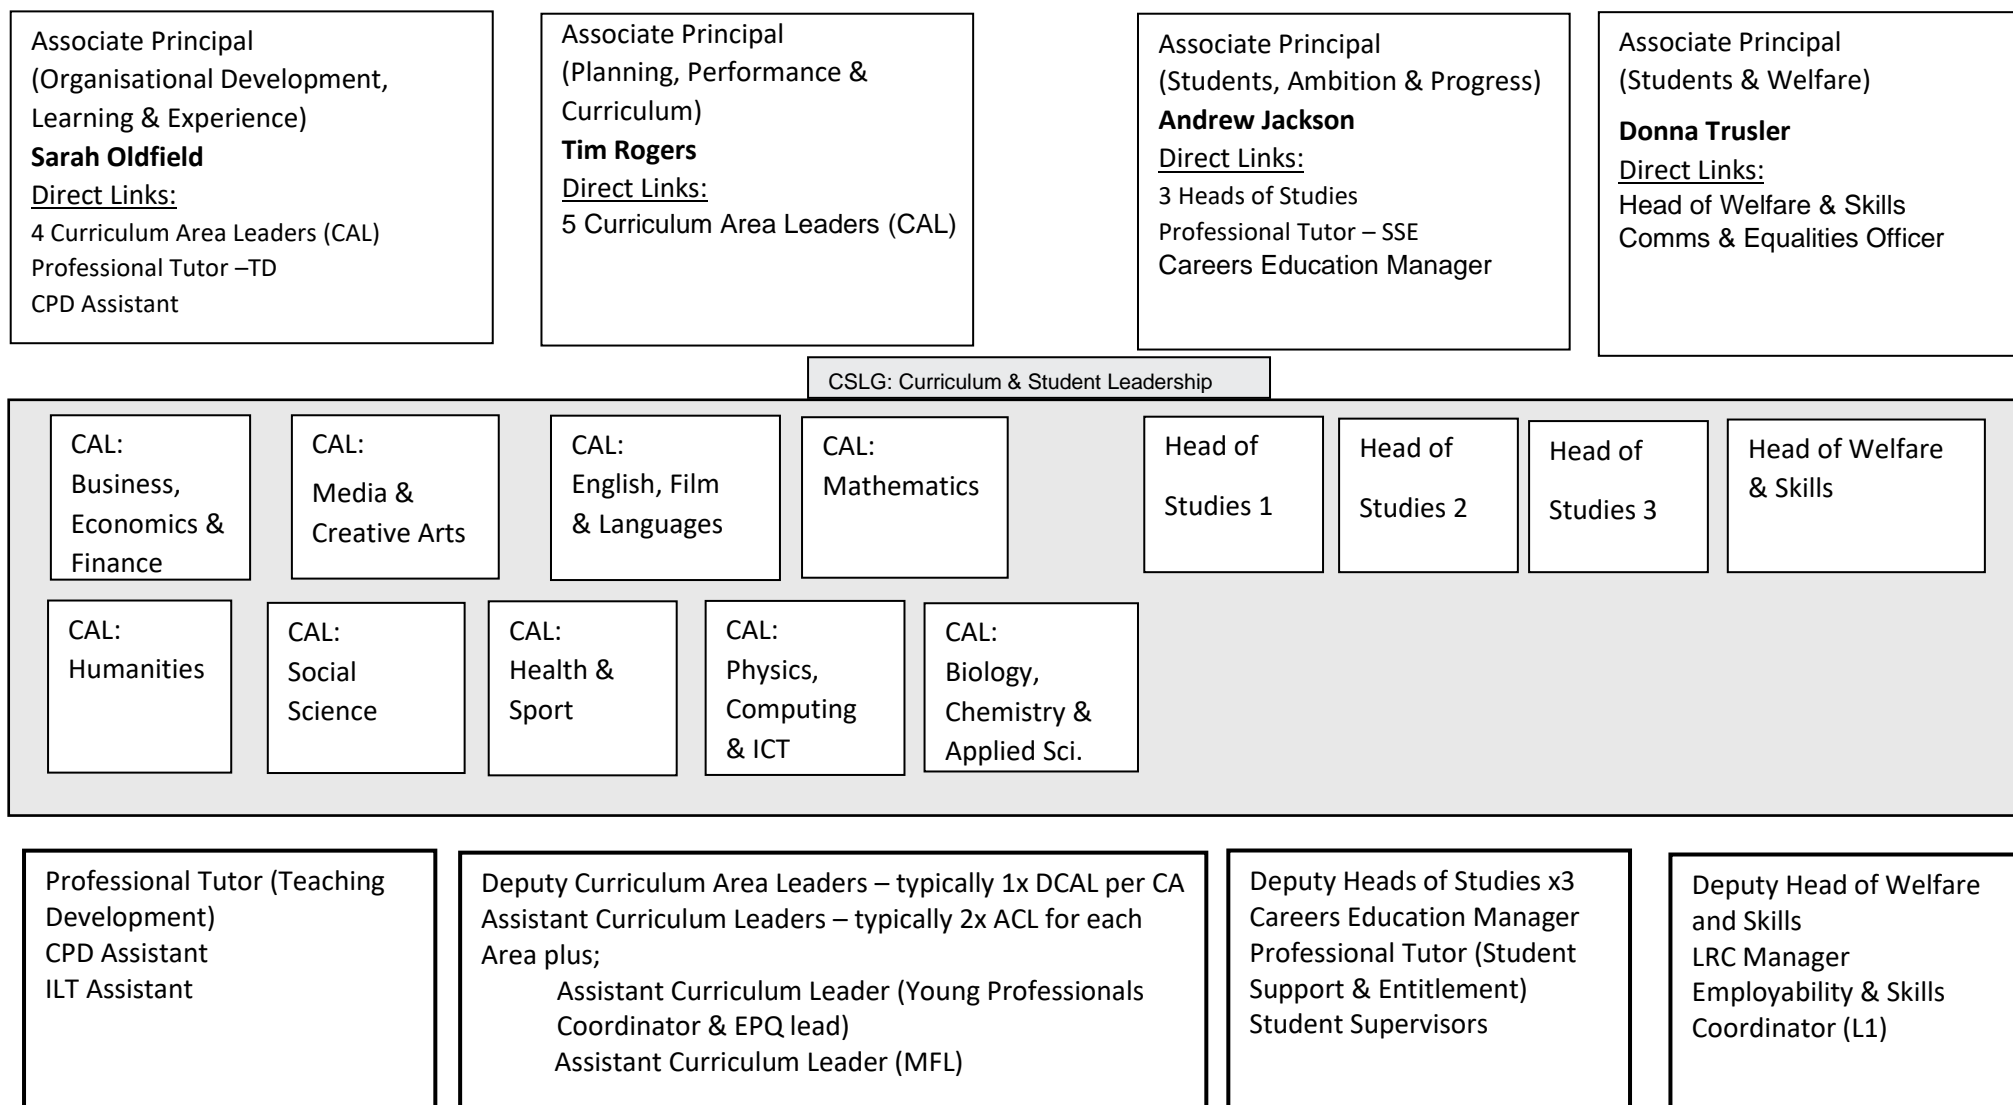 Associate Principal
(Organisational Development,
Learning & Experience)
Sarah Oldfield
Direct Links:
4 Curriculum Area Leaders (CAL)
Professional Tutor –TD
CPD Assistant
Associate Principal
(Planning, Performance &
Curriculum)
Tim Rogers
Direct Links:
5 Curriculum Area Leaders (CAL)
Associate Principal
(Students, Ambition & Progress)
Andrew Jackson
Direct Links:
3 Heads of Studies
Professional Tutor – SSE
Careers Education Manager
Associate Principal
(Students & Welfare)
Donna Trusler
Direct Links:
Head of Welfare & Skills
Comms & Equalities Officer
CSLG: Curriculum & Student Leadership
CAL:
Business,
Economics &
Finance
CAL:
Media &
Creative Arts
CAL:
English, Film
& Languages
CAL:
Mathematics
Head of
Studies 1
Head of
Studies 2
Head of
Studies 3
Head of Welfare
& Skills
CAL:
Humanities
CAL:
Social
Science
CAL:
Health &
Sport
CAL:
Physics,
Computing
& ICT
CAL:
Biology,
Chemistry &
Applied Sci.
Professional Tutor (Teaching
Development)
CPD Assistant
ILT Assistant
Deputy Curriculum Area Leaders – typically 1x DCAL per CA
Assistant Curriculum Leaders – typically 2x ACL for each
Area plus;
Assistant Curriculum Leader (Young Professionals
Coordinator & EPQ lead)
Assistant Curriculum Leader (MFL)
Deputy Heads of Studies x3
Careers Education Manager
Professional Tutor (Student
Support & Entitlement)
Student Supervisors
Deputy Head of Welfare
and Skills
LRC Manager
Employability & Skills
Coordinator (L1)